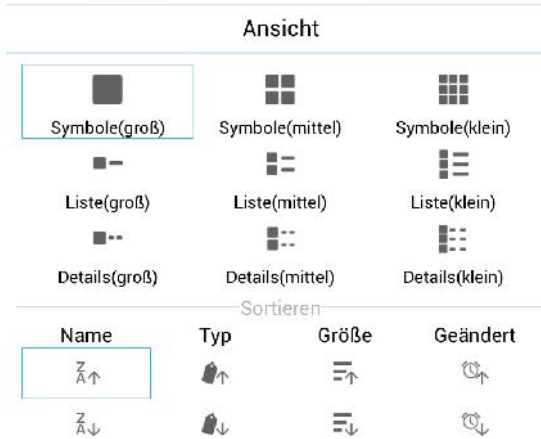 Ansicht
Symbole(groß) Symbole(mittel) Symbole(klein)
Liste(groß) Liste(mittel) Liste(klein)
Details(groß) Details(mittel) Details(klein)
Sortieren
Name Typ Größe Geändert
Z
A
Z
A